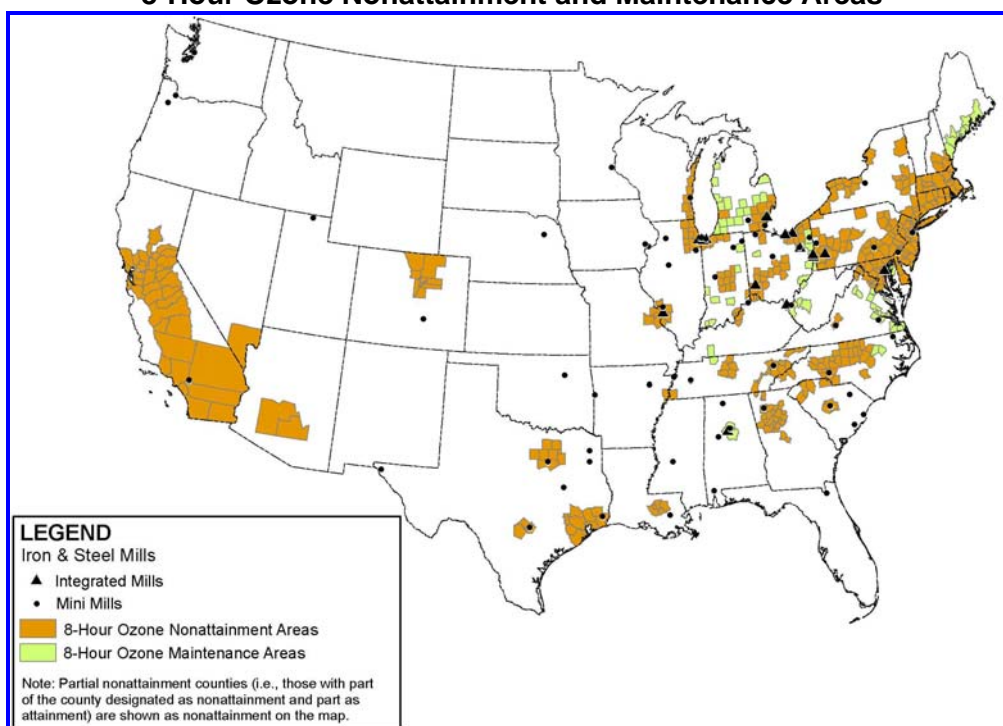 8-Hour Ozone Nonattainment and Maintenance Areas
LEGEND
Iron & Steel Mills
Integrated Mills
Mini Mills
8-Hour Ozone Nonattainment Areas
8-Hour Ozone Maintenance Areas
Note: Partial nonattainment counties (i.e., those with part
of the county designated as nonattainment and part as
attainment) are shown as nonattainment on the map.